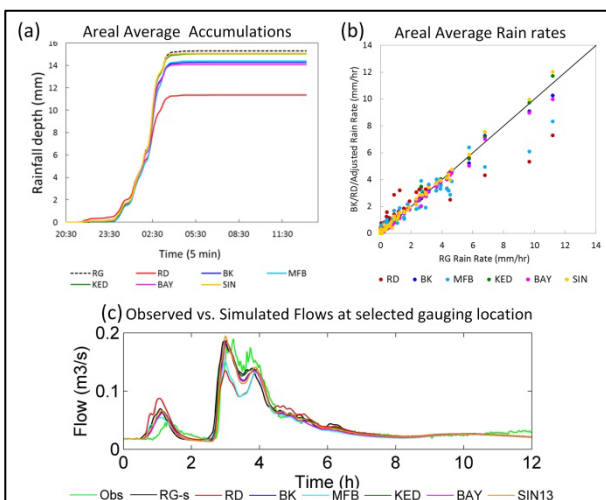 (a) Areal Average Accumulations
Rainfall depth (mm)
16
14
12
10
8
6
4
2
0
20:30 23:30 02:30 05:30 08:30 11:30
Time (5 min)
RG RD BK MFB
KED BAY SIN
(b) Areal Average Rain rates
BK/RD/Adjusted Rain Rate (mm/hr)
14
12
10
8
6
4
2
0
0 2 4 6 8 10 12 14
RG Rain Rate (mm/hr)
RD BK MFB KED BAY SIN
(c) Observed vs. Simulated Flows at selected gauging location
Flow (m3/s)
0.2
0.1
0
0 2 4 6 8 10 12
Time (h)
Obs RG-s RD BK MFB KED BAY SIN13